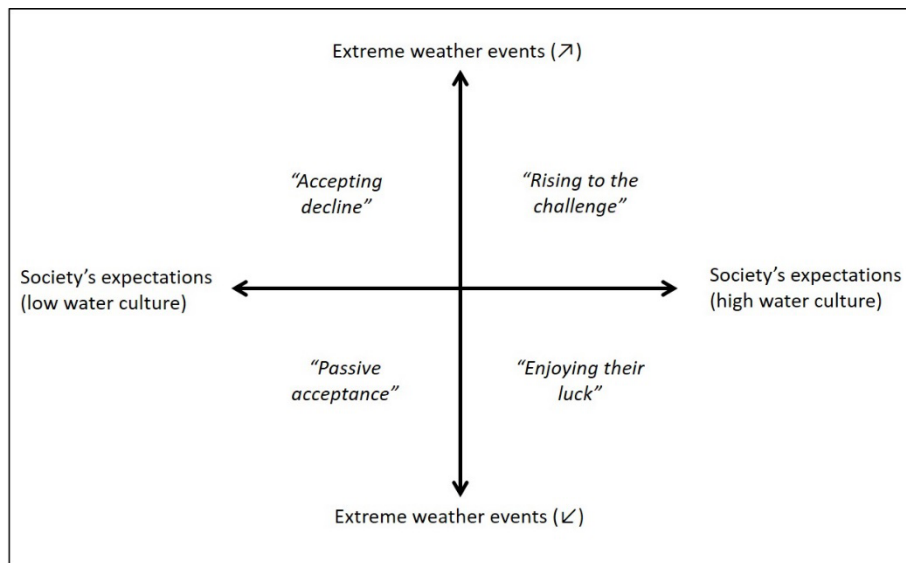 Extreme weather events (↗)
“Accepting
decline”
“Rising to the
challenge”
Society’s expectations
(low water culture)
Society’s expectations
(high water culture)
“Passive
acceptance”
“Enjoying their
luck”
Extreme weather events (↙)